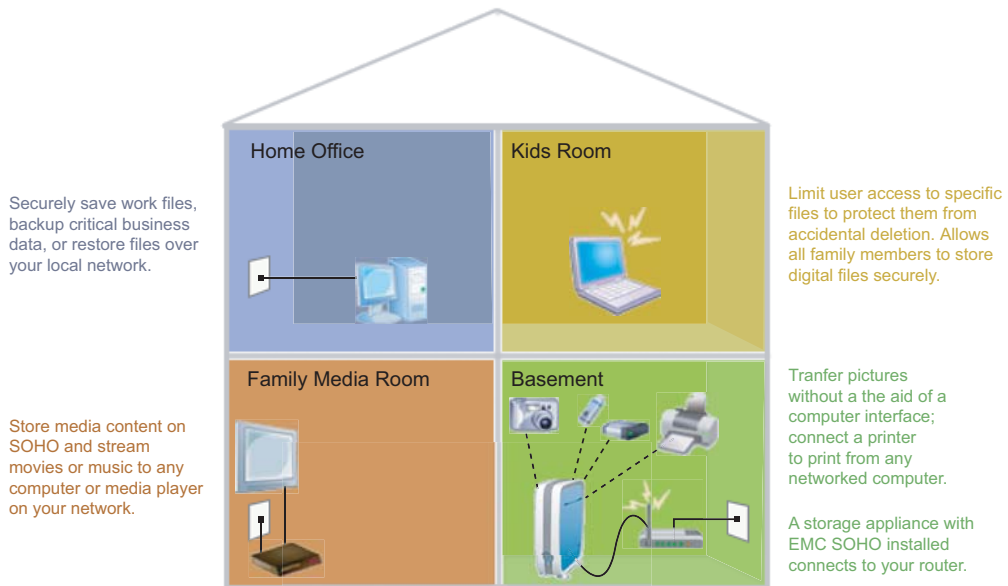 Home Office
Kids Room
Securely save work files,
backup critical business
data, or restore files over
your local network.
Limit user access to specific
files to protect them from
accidental deletion. Allows
all family members to store
digital files securely.
Family Media Room
Basement
Store media content on
SOHO and stream
movies or music to any
computer or media player
on your network.
Tranfer pictures
without a the aid of a
computer interface;
connect a printer
to print from any
networked computer.
A storage appliance with
EMC SOHO installed
connects to your router.